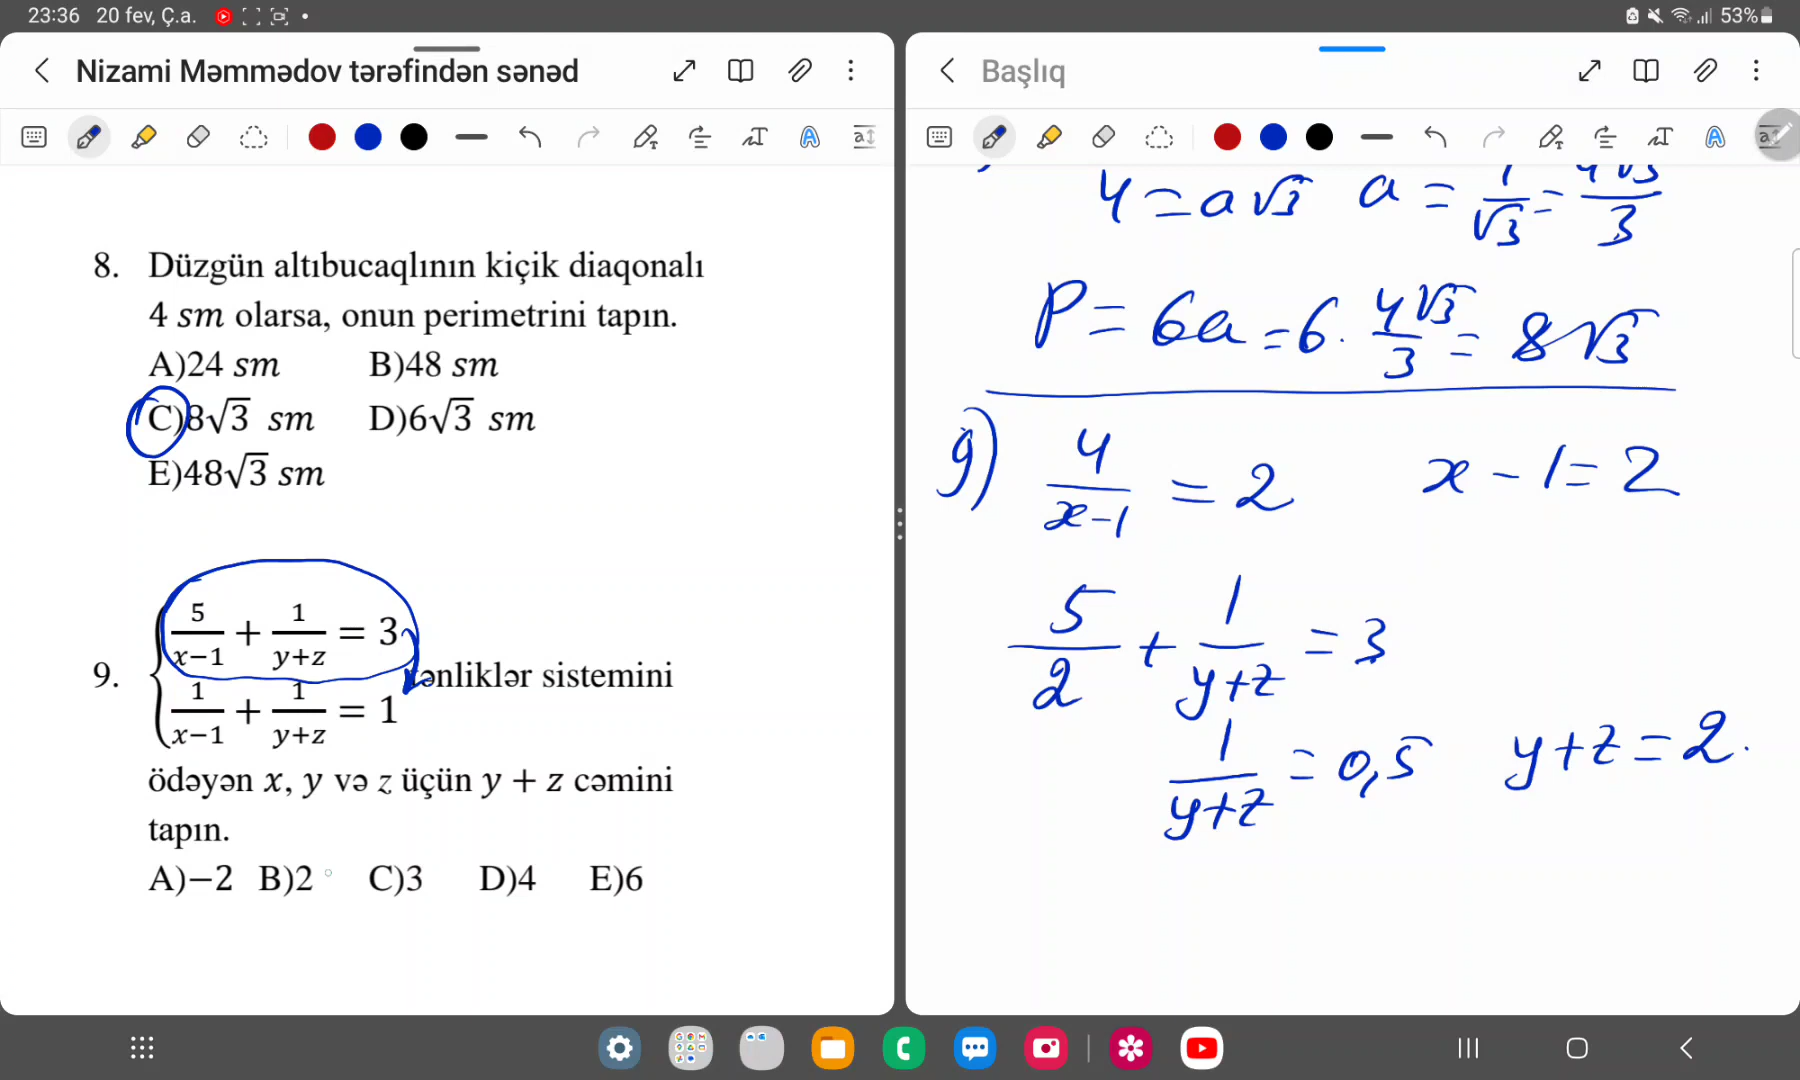 23:36 20 fev, Ç.a.
53%
Nizami Məmmədov tərəfindən sənəd
8. Düzgün altıbucaqlının kiçik diaqonalı
4 sm olarsa, onun perimetrini tapın.
A)24 sm B)48 sm
C)8√3 sm D)6√3 sm
E)48√3 sm
9. { 5/(x−1) + 1/(y+z) = 3
1/(x−1) + 1/(y+z) = 1 tənliklər sistemini
ödəyən x, y və z üçün y + z cəmini
tapın.
A)−2 B)2 C)3 D)4 E)6
Başlıq
4 = a√3 a = /√3 = 4√3/3
P = 6a = 6 · 4√3/3 = 8√3
9) 4/(x−1) = 2 x − 1 = 2
5/2 + 1/(y+z) = 3
1/(y+z) = 0,5 y+z = 2.